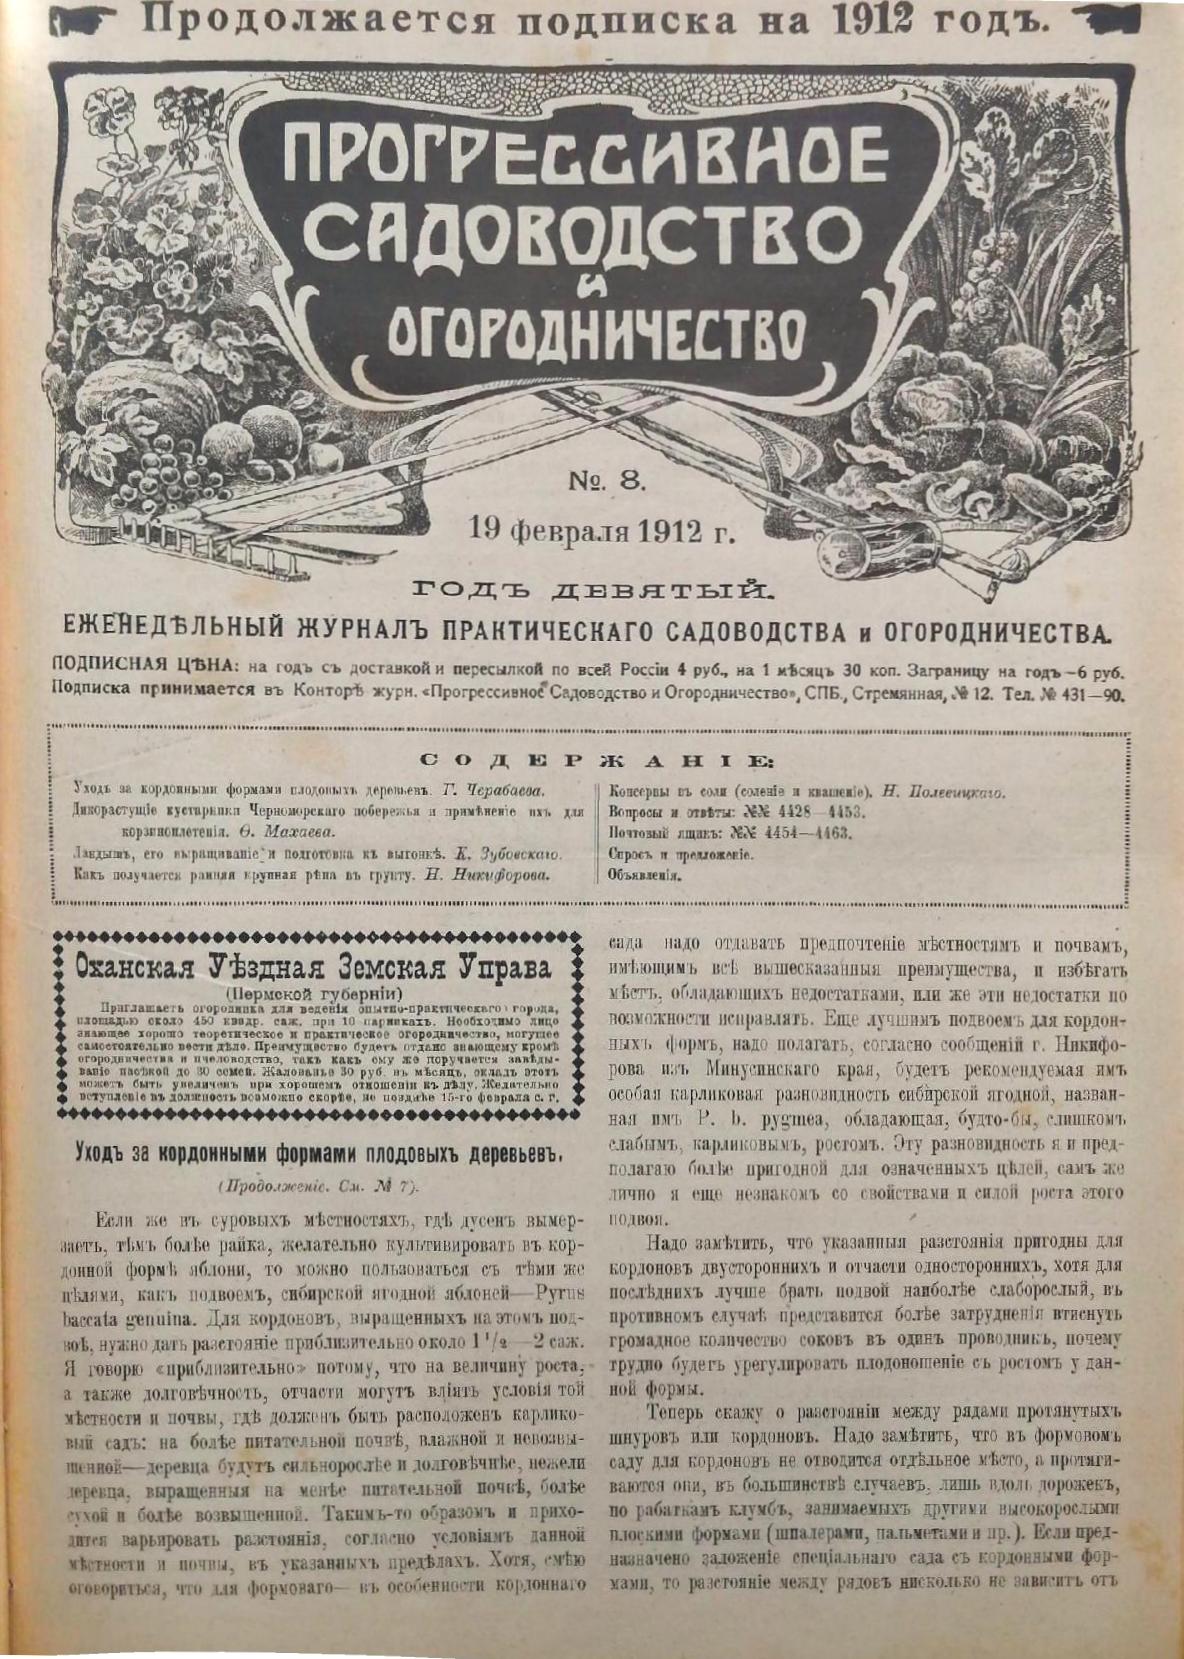 Продолжается подписка на 1912 годъ.
ПРОГРЕССИВНОЕ
САДОВОДСТВО
и
ОГОРОДНИЧЕСТВО
№. 8.
19 февраля 1912 г.
ГОДЪ ДЕВЯТЫЙ.
ЕЖЕНЕДѢЛЬНЫЙ ЖУРНАЛЪ ПРАКТИЧЕСКАГО САДОВОДСТВА и ОГОРОДНИЧЕСТВА.
ПОДПИСНАЯ ЦѢНА: на годъ съ доставкой и пересылкой по всей Россіи 4 руб., на 1 мѣсяцъ 30 коп. Заграницу на годъ—6 руб.
Подписка принимается въ Конторѣ журн. «Прогрессивное Садоводство и Огородничество», СПБ., Стремянная, № 12. Тел. № 431—90.
СОДЕРЖАНІЕ:
Уходъ за кордонными формами плодовыхъ деревьевъ. Г. Черабаева.
Дикорастущіе кустарники Черноморскаго побережья и примѣненіе ихъ для
корзиноплетенія. Ѳ. Махаева.
Ландышъ, его выращиваніе и подготовка къ выгонкѣ. К. Зубовскаго.
Какъ получается ранняя крупная рѣпа въ грунту. Н. Никифорова.
Консервы въ соли (соленіе и квашеніе). Н. Полевицкаго.
Вопросы и отвѣты: №№ 4428—4453.
Почтовый ящикъ: №№ 4454—4463.
Спросъ и предложеніе.
Объявленія.
Оханская Уѣздная Земская Управа
(Пермской губерніи)
Приглашаетъ огородника для веденія опытно-практическаго города,
площадью около 450 квадр. саж. при 10 парникахъ. Необходимо лицо
знающее хорошо теоретическое и практическое огородничество, могущее
самостоятельно вести дѣло. Преимущество будетъ отдано знающему кромѣ
огородничества и пчеловодство, такъ какъ ему же поручается завѣды-
ваніе пасѣкой до 30 семей. Жалованье 30 руб. въ мѣсяцъ, окладъ этотъ
можетъ быть увеличенъ при хорошемъ отношеніи къ дѣлу. Желательно
вступленіе въ должность возможно скорѣе, не позднѣе 15-го февраля с. г.
Уходъ за кордонными формами плодовыхъ деревьевъ.
(Продолженіе. См. № 7).
Если же въ суровыхъ мѣстностяхъ, гдѣ дусенъ вымер-
заетъ, тѣмъ болѣе райка, желательно культивировать въ кор-
донной формѣ яблони, то можно пользоваться съ тѣми же
цѣлями, какъ подвоемъ, сибирской ягодной яблоней—Pyrus
baccata genuina. Для кордоновъ, выращенныхъ на этомъ под-
воѣ, нужно дать разстояніе приблизительно около 1 1/2—2 саж.
Я говорю «приблизительно» потому, что на величину роста,
а также долговѣчность, отчасти могутъ вліять условія той
мѣстности и почвы, гдѣ долженъ быть расположенъ карлико-
вый садъ: на болѣе питательной почвѣ, влажной и невозвы-
шенной—деревца будутъ сильнорослѣе и долговѣчнѣе, нежели
деревца, выращенныя на менѣе питательной почвѣ, болѣе
сухой и болѣе возвышенной. Такимъ-то образомъ и прихо-
дится варьировать разстоянія, согласно условіямъ данной
мѣстности и почвы, въ указанныхъ предѣлахъ. Хотя, смѣю
оговориться, что для формоваго—въ особенности кордоннаго
сада надо отдавать предпочтеніе мѣстностямъ и почвамъ,
имѣющимъ всѣ вышесказанныя преимущества, и избѣгать
мѣстъ, обладающихъ недостатками, или же эти недостатки по
возможности исправлять. Еще лучшимъ подвоемъ для кордон-
ныхъ формъ, надо полагать, согласно сообщеній г. Никифо-
рова изъ Минусинскаго края, будетъ рекомендуемая имъ
особая карликовая разновидность сибирской ягодной, назван-
ная имъ P. b. pygmea, обладающая, будто-бы, слишкомъ
слабымъ, карликовымъ, ростомъ. Эту разновидность я и пред-
полагаю болѣе пригодной для означенныхъ цѣлей, самъ же
лично я еще незнакомъ со свойствами и силой роста этого
подвоя.
Надо замѣтить, что указанныя разстоянія пригодны для
кордоновъ двустороннихъ и отчасти одностороннихъ, хотя для
послѣднихъ лучше брать подвой наиболѣе слаборослый, въ
противномъ случаѣ представится болѣе затрудненія втиснуть
громадное количество соковъ въ одинъ проводникъ, почему
трудно будетъ урегулировать плодоношеніе съ ростомъ у дан-
ной формы.
Теперь скажу о разстояніи между рядами протянутыхъ
шнуровъ или кордоновъ. Надо замѣтить, что въ формовомъ
саду для кордоновъ не отводится отдѣльное мѣсто, а протяги-
ваются они, въ большинствѣ случаевъ, лишь вдоль дорожекъ,
по рабаткамъ клумбъ, занимаемыхъ другими высокорослыми
плоскими формами (шпалерами, пальметами и пр.). Если пред-
назначено заложеніе спеціальнаго сада съ кордонными фор-
мами, то разстояніе между рядовъ нисколько не зависитъ отъ